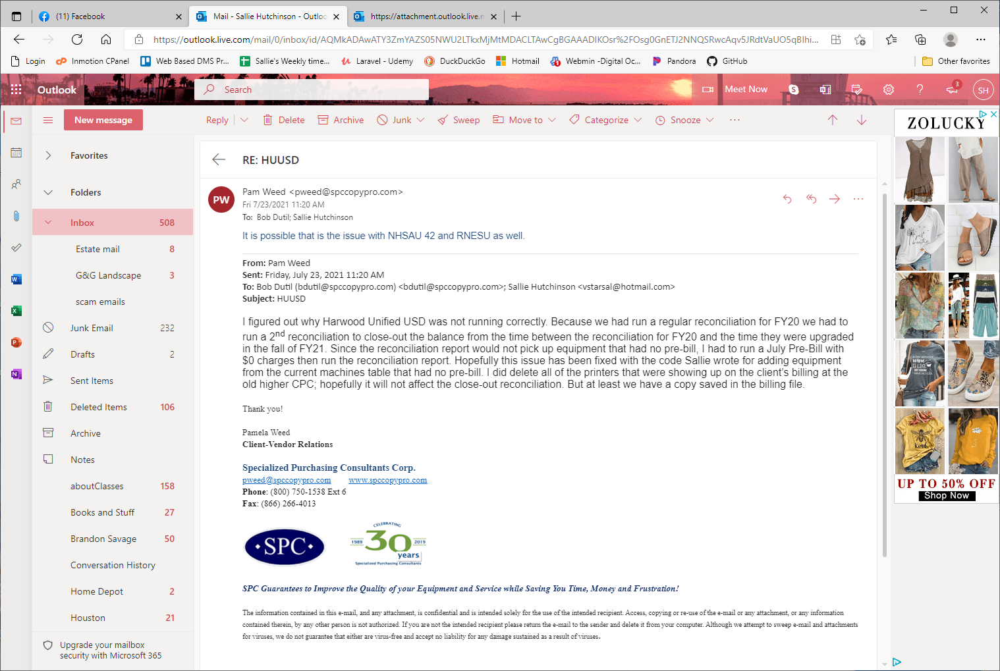 (11) Facebook
Mail - Sallie Hutchinson - Outloo
https://attachment.outlook.live.n
https://outlook.live.com/mail/0/inbox/id/AQMkADAwATY3ZmYAZS05NWU2LTkxMjMtMDACLTAwCgBGAAADIKOsr%2FOsg0GnETJ2NNQSRwcAqv5JRdtVaUO5qBIhi...
Login
Inmotion CPanel
Web Based DMS Pr...
Sallie's Weekly time...
Laravel - Udemy
DuckDuckGo
Hotmail
Webmin -Digital Oc...
Pandora
GitHub
Other favorites
Outlook
Search
Meet Now
3
SH
New message
Reply
Delete
Archive
Junk
Sweep
Move to
Categorize
Snooze
Favorites
Folders
Inbox 508
Estate mail 8
G&G Landscape 3
scam emails
Junk Email 232
Drafts 2
Sent Items
Deleted Items 106
Archive
Notes
aboutClasses 158
Books and Stuff 27
Brandon Savage 50
Conversation History
Home Depot 2
Houston 21
Upgrade your mailbox
security with Microsoft 365
RE: HUUSD
PW
Pam Weed <pweed@spccopypro.com>
Fri 7/23/2021 11:20 AM
To: Bob Dutil; Sallie Hutchinson
It is possible that is the issue with NHSAU 42 and RNESU as well.
From: Pam Weed
Sent: Friday, July 23, 2021 11:20 AM
To: Bob Dutil (bdutil@spccopypro.com) <bdutil@spccopypro.com>; Sallie Hutchinson <vstarsal@hotmail.com>
Subject: HUUSD
I figured out why Harwood Unified USD was not running correctly. Because we had run a regular reconciliation for FY20 we had to
run a 2nd reconciliation to close-out the balance from the time between the reconciliation for FY20 and the time they were upgraded
in the fall of FY21. Since the reconciliation report would not pick up equipment that had no pre-bill, I had to run a July Pre-Bill with
$0 charges then run the reconciliation report. Hopefully this issue has been fixed with the code Sallie wrote for adding equipment
from the current machines table that had no pre-bill. I did delete all of the printers that were showing up on the client's billing at the
old higher CPC; hopefully it will not affect the close-out reconciliation. But at least we have a copy saved in the billing file.
Thank you!
Pamela Weed
Client-Vendor Relations
Specialized Purchasing Consultants Corp.
pweed@spccopypro.com www.spccopypro.com
Phone: (800) 750-1538 Ext 6
Fax: (866) 266-4013
SPC
CELEBRATING
1989 30 2019
years
Specialized Purchasing Consultants
SPC Guarantees to Improve the Quality of your Equipment and Service while Saving You Time, Money and Frustration!
The information contained in this e-mail, and any attachment, is confidential and is intended solely for the use of the intended recipient. Access, copying or re-use of the e-mail or any attachment, or any information
contained therein, by any other person is not authorized. If you are not the intended recipient please return the e-mail to the sender and delete it from your computer. Although we attempt to sweep e-mail and attachments
for viruses, we do not guarantee that either are virus-free and accept no liability for any damage sustained as a result of viruses.
ZOLUCKY
A DAY WITHOUT
wine
IS LIKE
Kind
UP TO 50% OFF
Shop Now